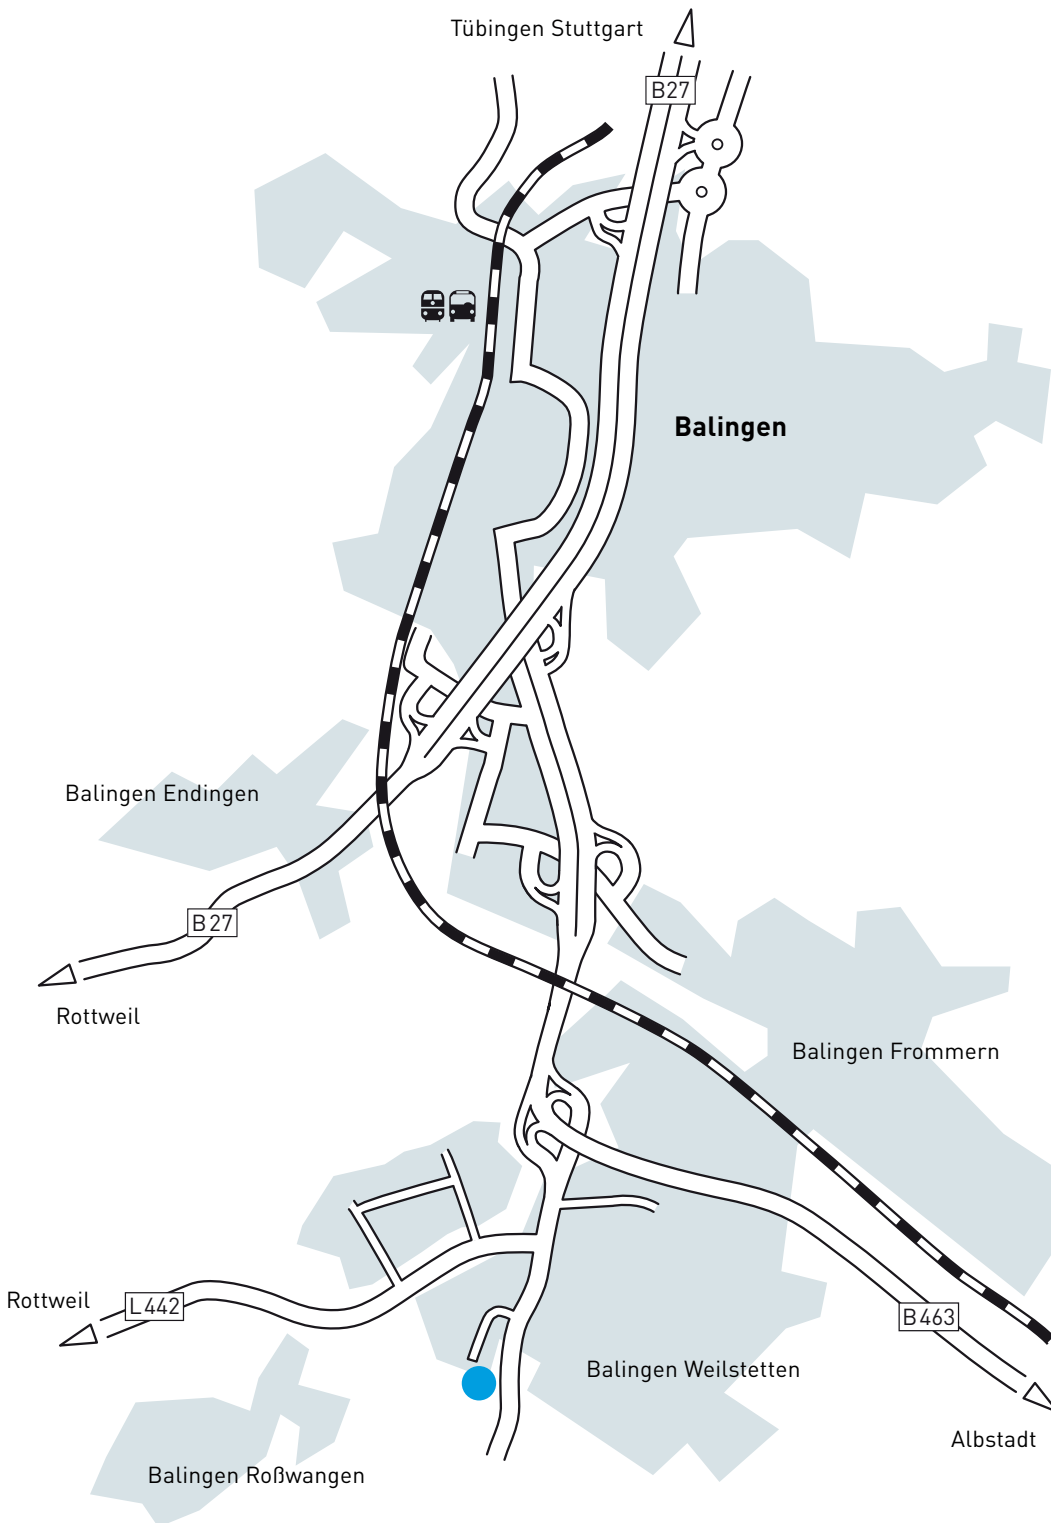 Tübingen Stuttgart
B27
Balingen
Balingen Endingen
B27
Rottweil
Balingen Frommern
Rottweil
L442
B463
Balingen Weilstetten
Albstadt
Balingen Roßwangen